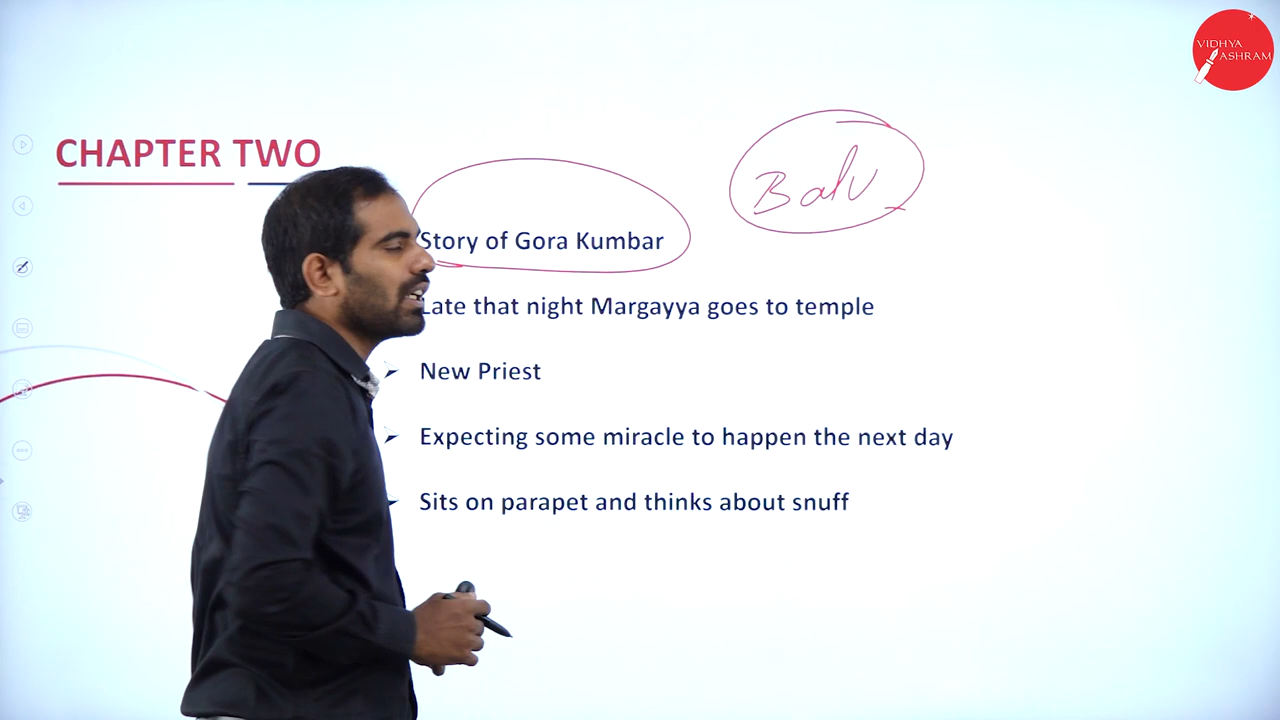 VIDHYA
ASHRAM
CHAPTER TWO
Balu
Story of Gora Kumbar
Late that night Margayya goes to temple
New Priest
Expecting some miracle to happen the next day
Sits on parapet and thinks about snuff